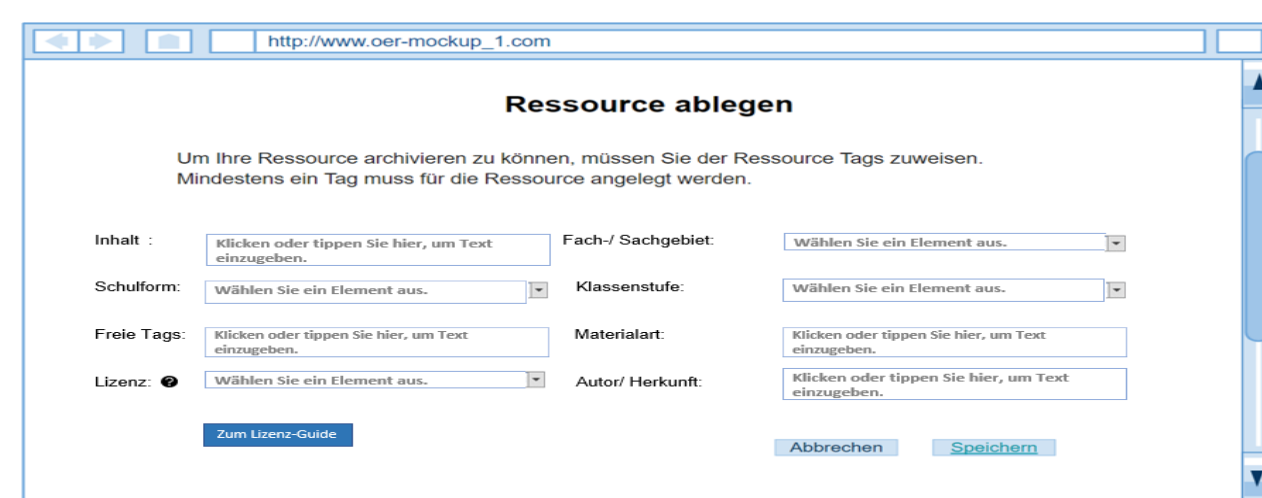 http://www.oer-mockup_1.com
Ressource ablegen
Um Ihre Ressource archivieren zu können, müssen Sie der Ressource Tags zuweisen.
Mindestens ein Tag muss für die Ressource angelegt werden.
Inhalt :
Klicken oder tippen Sie hier, um Text
einzugeben.
Fach-/ Sachgebiet:
Wählen Sie ein Element aus.
Schulform:
Wählen Sie ein Element aus.
Klassenstufe:
Wählen Sie ein Element aus.
Freie Tags:
Klicken oder tippen Sie hier, um Text
einzugeben.
Materialart:
Klicken oder tippen Sie hier, um Text
einzugeben.
Lizenz: ?
Wählen Sie ein Element aus.
Autor/ Herkunft:
Klicken oder tippen Sie hier, um Text
einzugeben.
Zum Lizenz-Guide
Abbrechen
Speichern